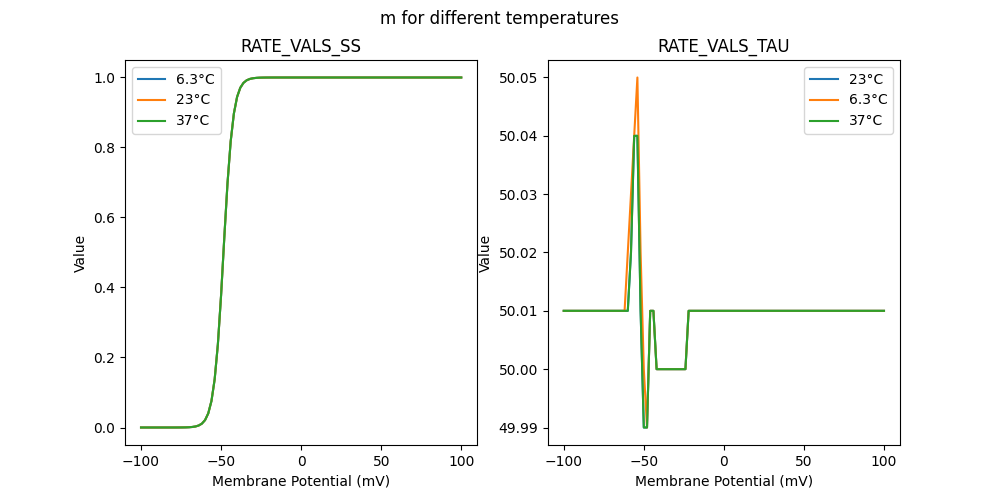 m for different temperatures
RATE_VALS_SS
6.3°C
23°C
37°C
1.0
0.8
0.6
0.4
0.2
0.0
Value
−100
−50
0
50
100
Membrane Potential (mV)
RATE_VALS_TAU
23°C
6.3°C
37°C
50.05
50.04
50.03
50.02
50.01
50.00
49.99
Value
−100
−50
0
50
100
Membrane Potential (mV)